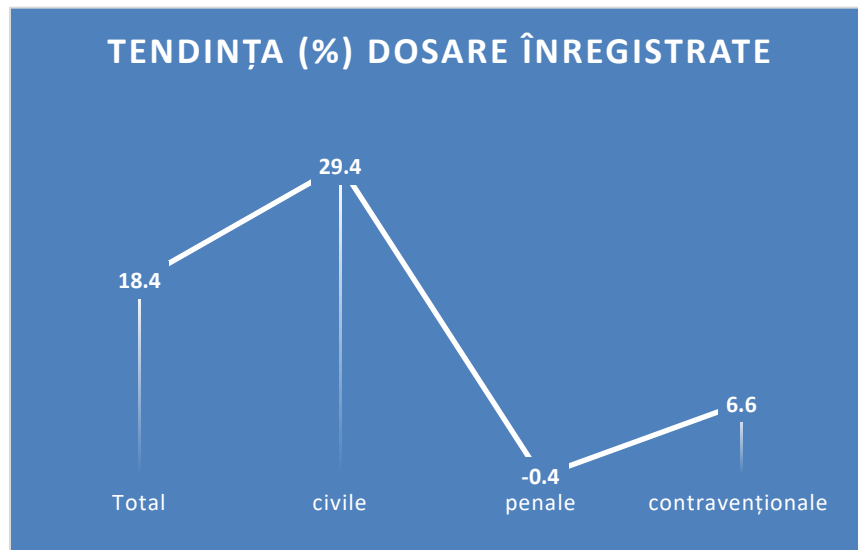 TENDINȚA (%) DOSARE ÎNREGISTRATE
29.4
18.4
6.6
-0.4
Total civile penale contravenționale